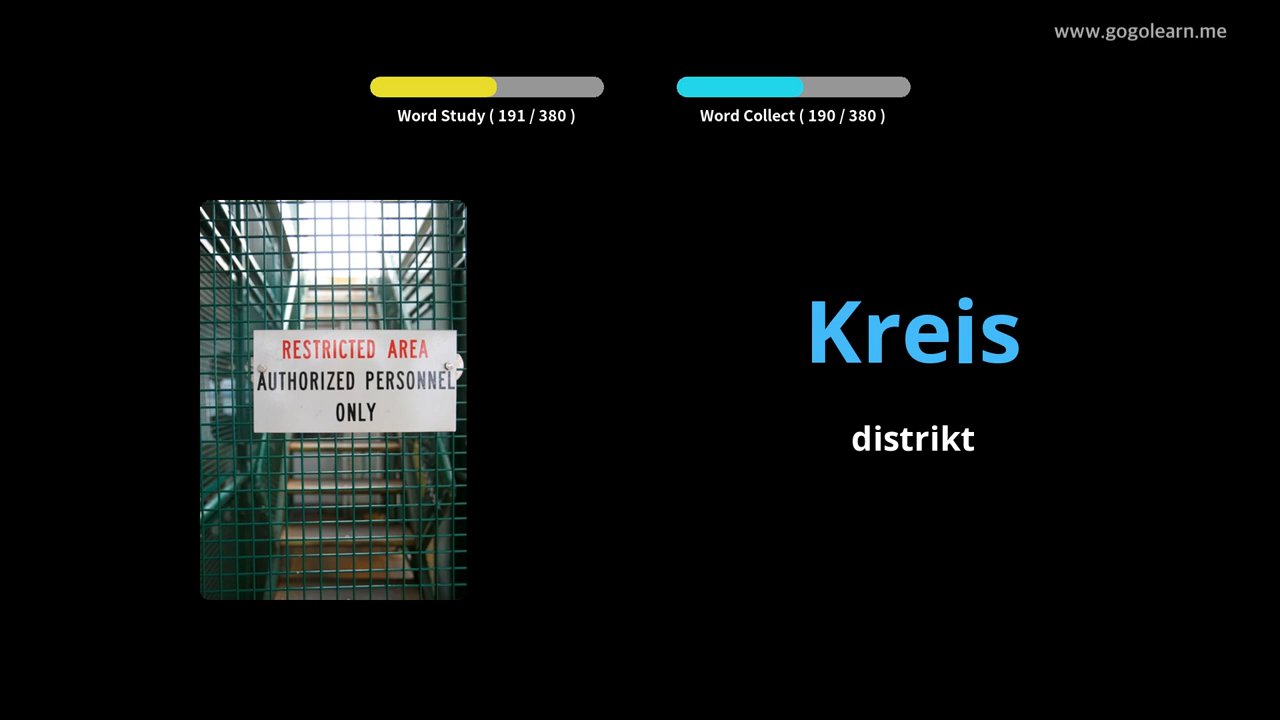 www.gogolearn.me
Word Study ( 191 / 380 )
Word Collect ( 190 / 380 )
RESTRICTED AREA
AUTHORIZED PERSONNEL
ONLY
Kreis
distrikt